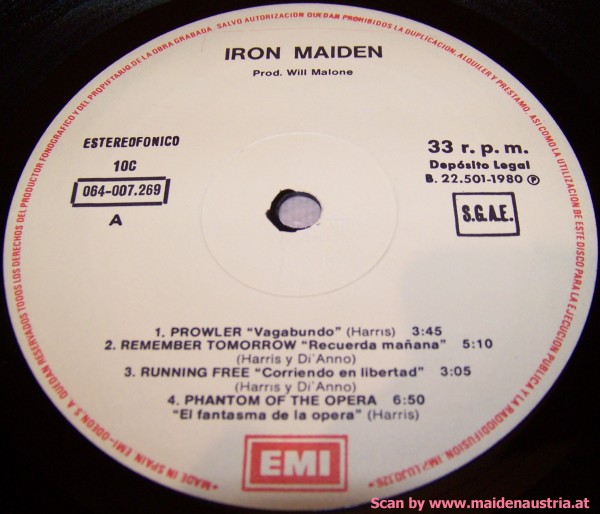 IRON MAIDEN
Prod. Will Malone
ESTEREOFONICO
10C
064-007.269
A
33 r. p. m.
Depósito Legal
B. 22.501-1980 Ⓟ
S.G.A.E.
1. PROWLER "Vagabundo" (Harris) 3:45
2. REMEMBER TOMORROW "Recuerda mañana" 5:10
(Harris y Di'Anno)
3. RUNNING FREE "Corriendo en libertad" 3:05
(Harris y Di'Anno)
4. PHANTOM OF THE OPERA 6:50
"El fantasma de la opera" (Harris)
EMI
• MADE IN SPAIN. EMI-ODEON, S. A. QUEDAN RESERVADOS TODOS LOS DERECHOS DEL PRODUCTOR FONOGRAFICO Y DEL PROPIETARIO DE LA OBRA GRABADA. SALVO AUTORIZACION QUEDAN PROHIBIDOS LA DUPLICACION, ALQUILER Y PRESTAMO, ASI COMO LA UTILIZACION DE ESTE DISCO PARA LA EJECUCION PUBLICA Y LA RADIODIFUSION. IMP. LUJO, 126 •
Scan by www.maidenaustria.at